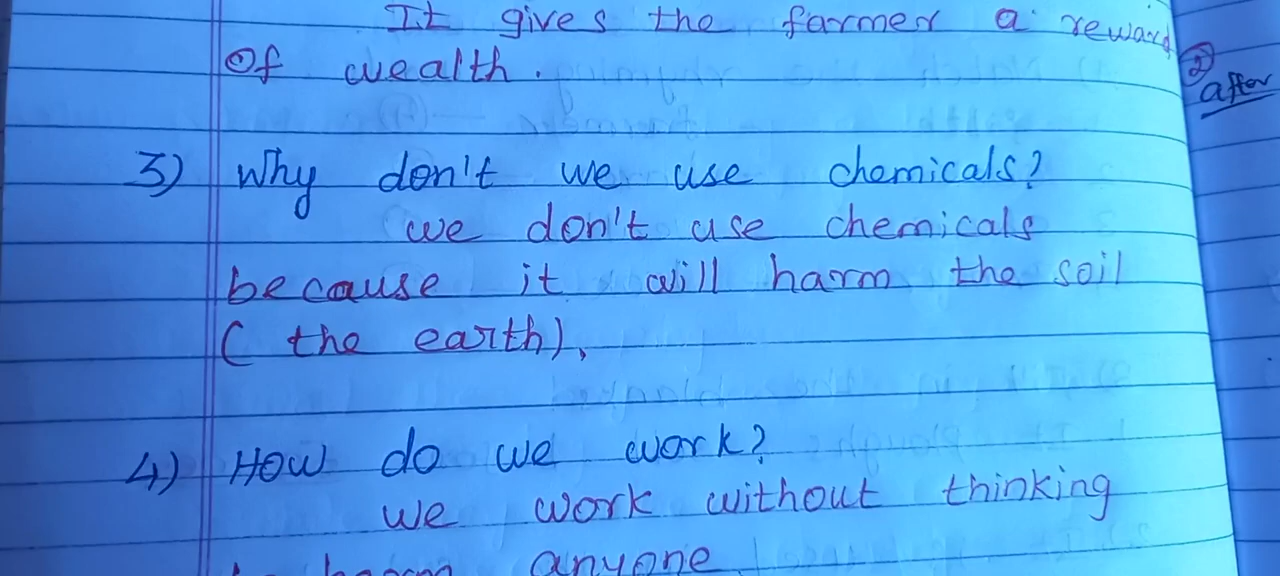 It gives the farmer a reward
of wealth.
② after
3) Why don't we use chemicals?
we don't use chemicals
because it will harm the soil
( the earth),
4) How do we work?
we work without thinking
anyone